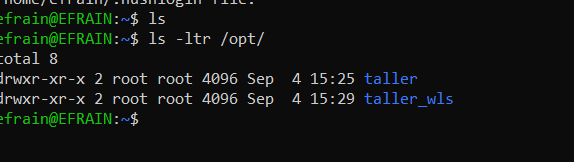 /home/efrain/.hushlogin file.
efrain@EFRAIN:~$ ls
efrain@EFRAIN:~$ ls -ltr /opt/
total 8
drwxr-xr-x 2 root root 4096 Sep  4 15:25 taller
drwxr-xr-x 2 root root 4096 Sep  4 15:29 taller_wls
efrain@EFRAIN:~$